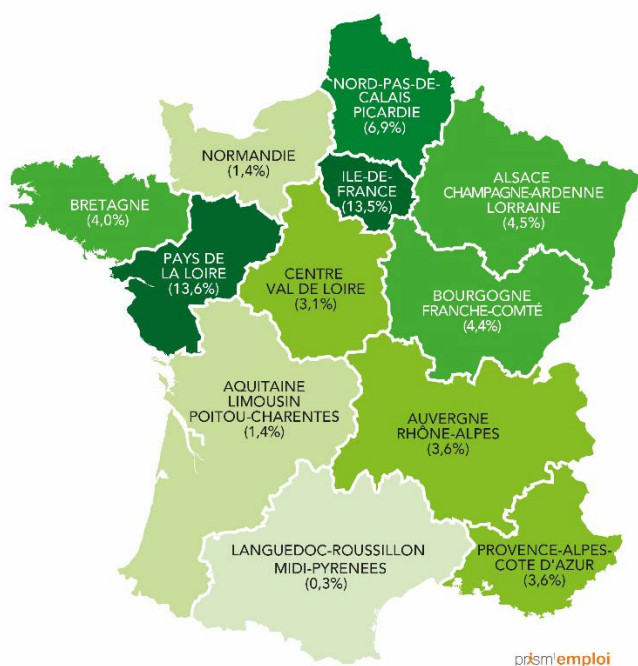 NORD-PAS-DE-
CALAIS
PICARDIE
(6,9%)
NORMANDIE
(1,4%)
ILE-DE-
FRANCE
(13,5%)
ALSACE
CHAMPAGNE-ARDENNE
LORRAINE
(4,5%)
BRETAGNE
(4,0%)
PAYS DE
LA LOIRE
(13,6%)
CENTRE
VAL DE LOIRE
(3,1%)
BOURGOGNE
FRANCHE-COMTÉ
(4,4%)
AQUITAINE
LIMOUSIN
POITOU-CHARENTES
(1,4%)
AUVERGNE
RHÔNE-ALPES
(3,6%)
LANGUEDOC-ROUSSILLON
MIDI-PYRENEES
(0,3%)
PROVENCE-ALPES-
COTE D'AZUR
(3,6%)
prism'emploi